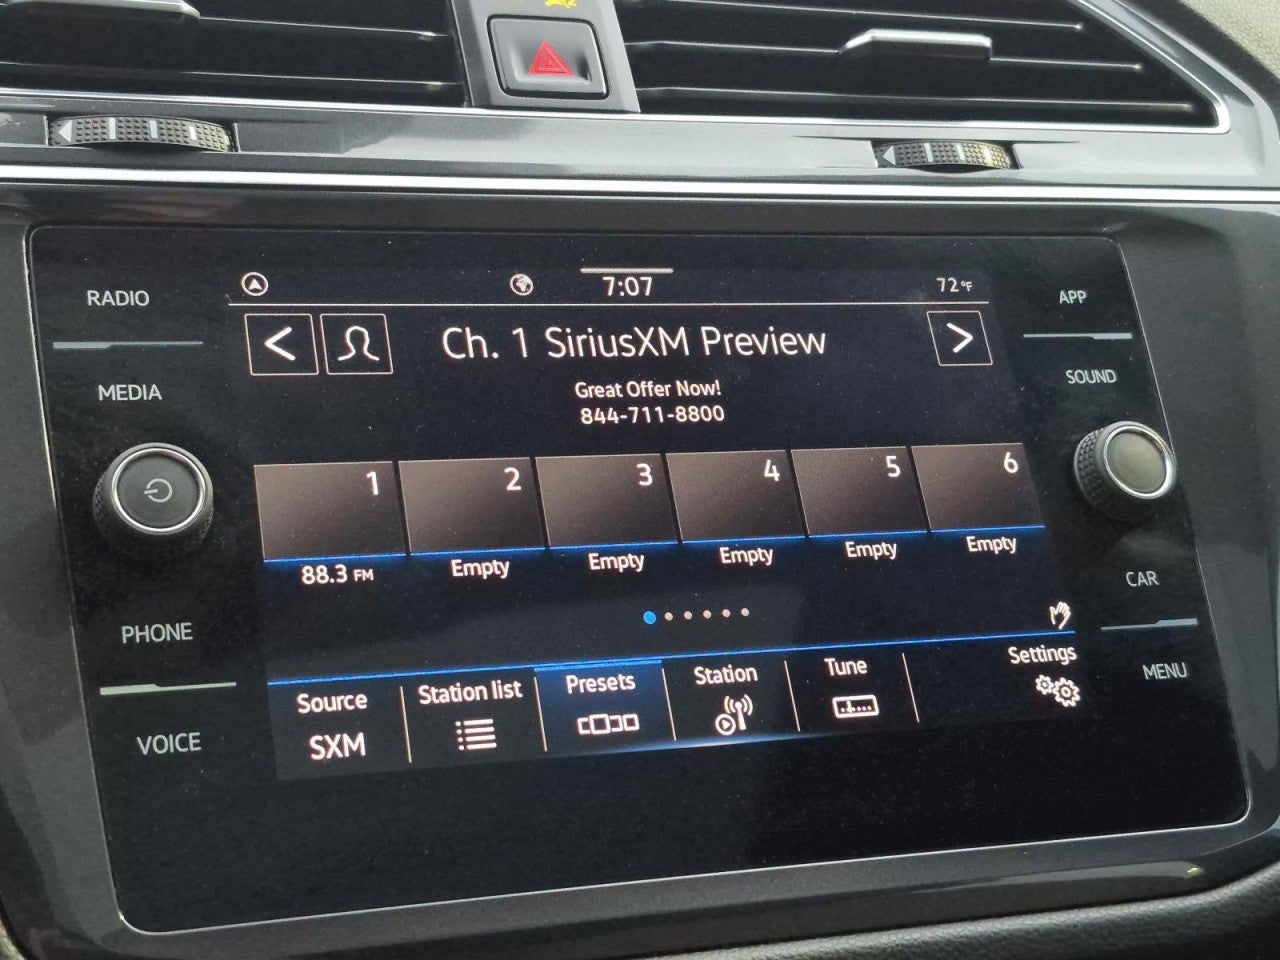 RADIO
MEDIA
PHONE
VOICE
7:07
72°F
Ch. 1 SiriusXM Preview
Great Offer Now!
844-711-8800
1 2 3 4 5 6
88.3 FM Empty Empty Empty Empty Empty
Source Station list Presets Station Tune Settings
SXM
APP
SOUND
CAR
MENU